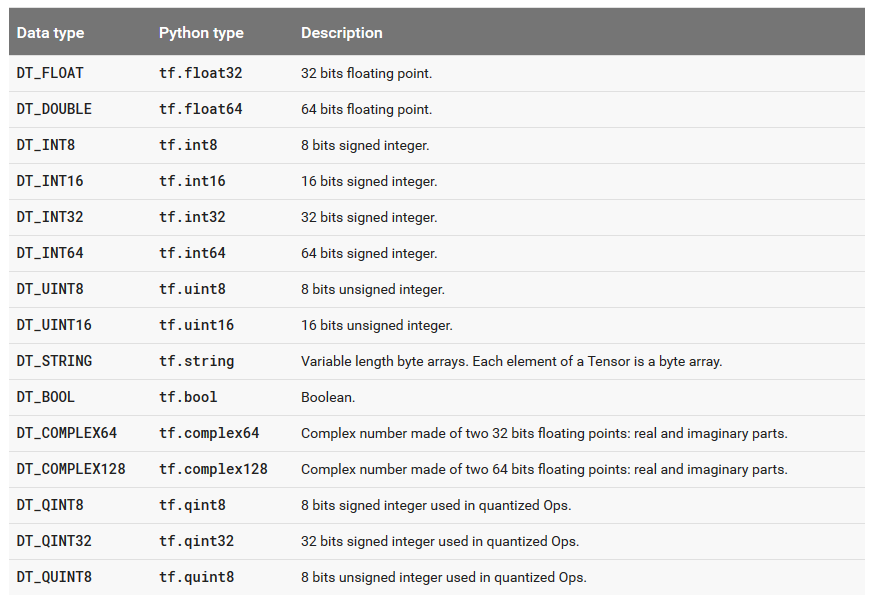 Data type Python type Description
DT_FLOAT tf.float32 32 bits floating point.
DT_DOUBLE tf.float64 64 bits floating point.
DT_INT8 tf.int8 8 bits signed integer.
DT_INT16 tf.int16 16 bits signed integer.
DT_INT32 tf.int32 32 bits signed integer.
DT_INT64 tf.int64 64 bits signed integer.
DT_UINT8 tf.uint8 8 bits unsigned integer.
DT_UINT16 tf.uint16 16 bits unsigned integer.
DT_STRING tf.string Variable length byte arrays. Each element of a Tensor is a byte array.
DT_BOOL tf.bool Boolean.
DT_COMPLEX64 tf.complex64 Complex number made of two 32 bits floating points: real and imaginary parts.
DT_COMPLEX128 tf.complex128 Complex number made of two 64 bits floating points: real and imaginary parts.
DT_QINT8 tf.qint8 8 bits signed integer used in quantized Ops.
DT_QINT32 tf.qint32 32 bits signed integer used in quantized Ops.
DT_QUINT8 tf.quint8 8 bits unsigned integer used in quantized Ops.